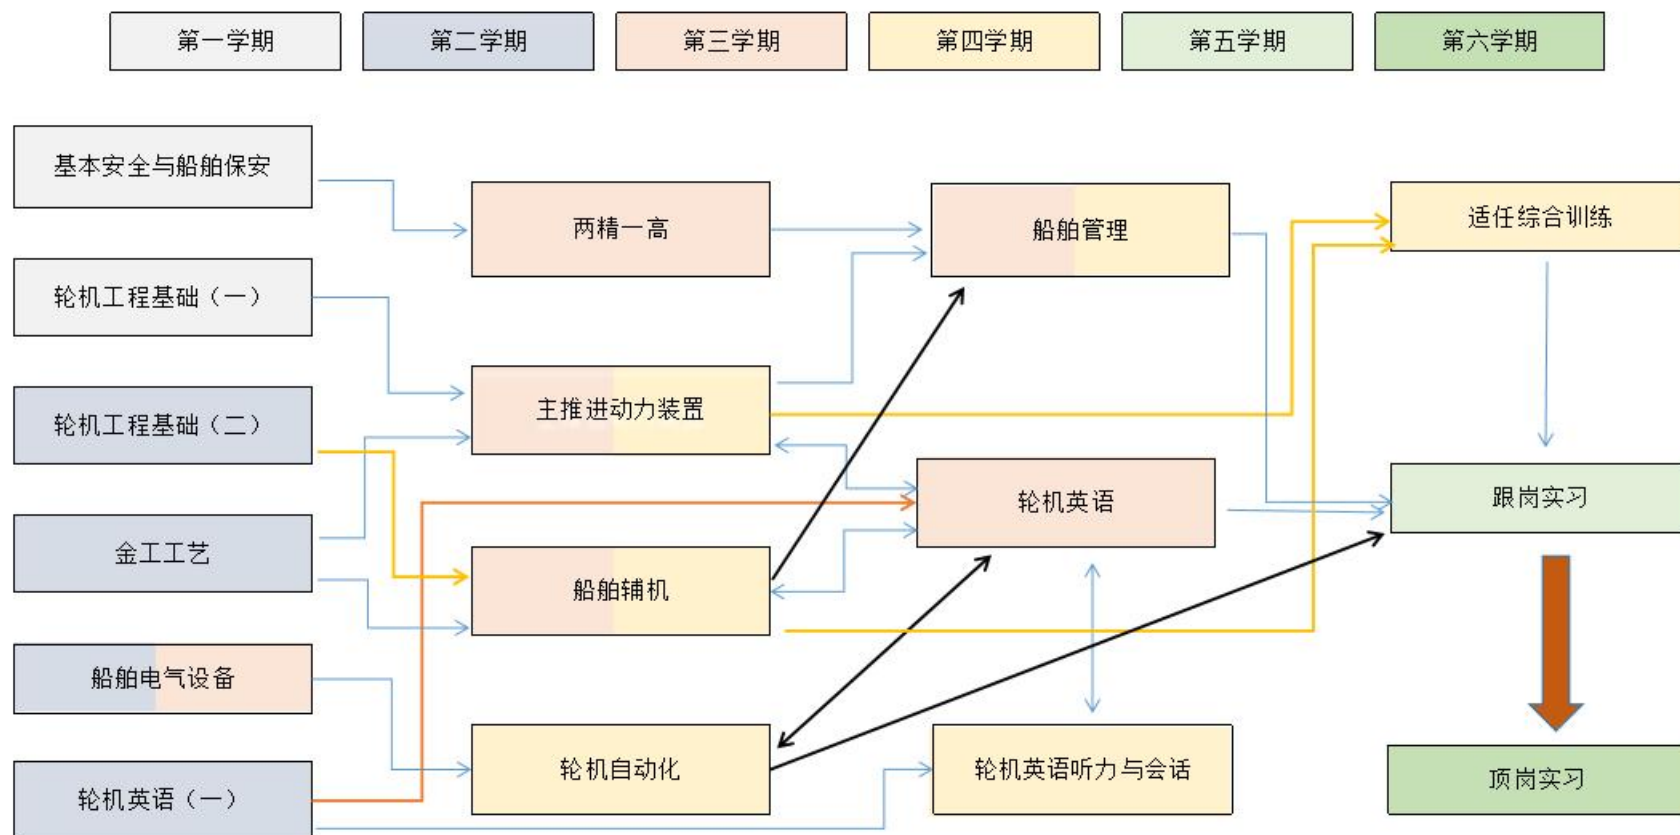 第一学期
第二学期
第三学期
第四学期
第五学期
第六学期
基本安全与船舶保安
两精一高
船舶管理
适任综合训练
轮机工程基础（一）
主推进动力装置
轮机工程基础（二）
轮机英语
跟岗实习
金工工艺
船舶辅机
船舶电气设备
轮机自动化
轮机英语听力与会话
顶岗实习
轮机英语（一）